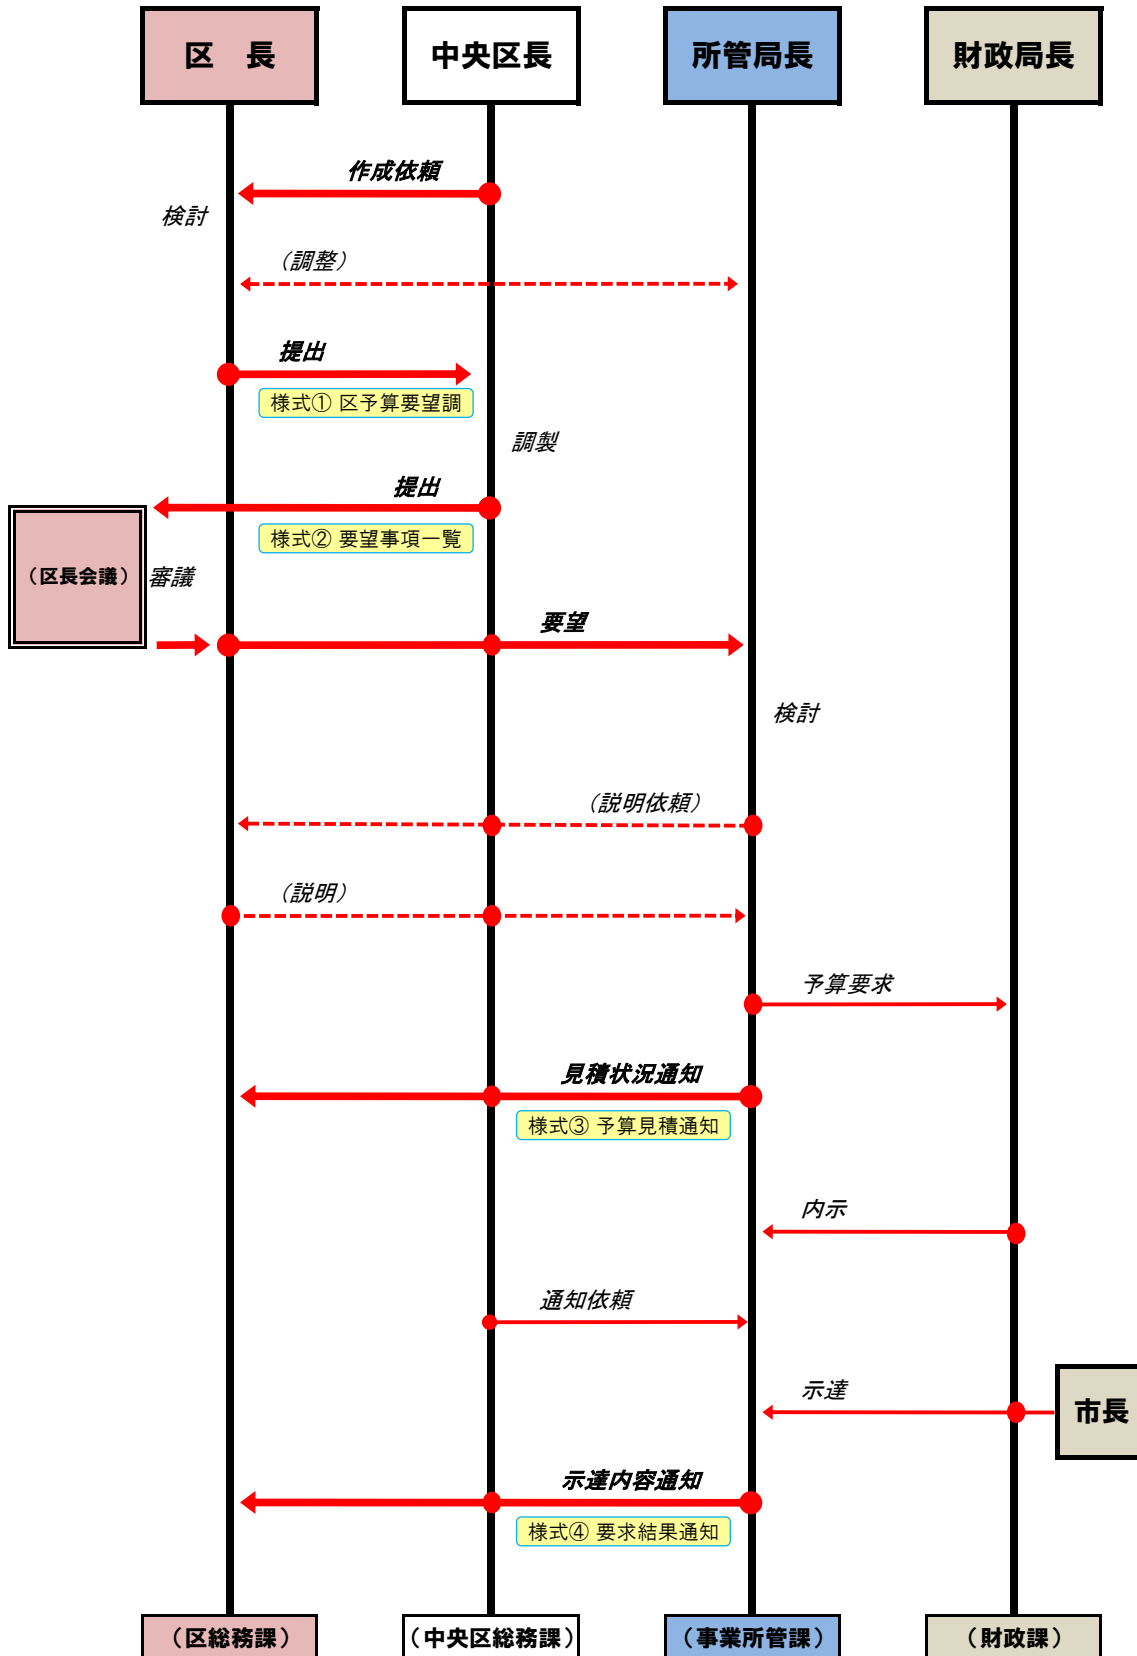 区　長
中央区長
所管局長
財政局長
作成依頼
検討
（調整）
提出
様式① 区予算要望調
調製
提出
様式② 要望事項一覧
（区長会議）
審議
要望
検討
（説明依頼）
（説明）
予算要求
見積状況通知
様式③ 予算見積通知
内示
通知依頼
示達
市長
示達内容通知
様式④ 要求結果通知
（区総務課）
（中央区総務課）
（事業所管課）
（財政課）